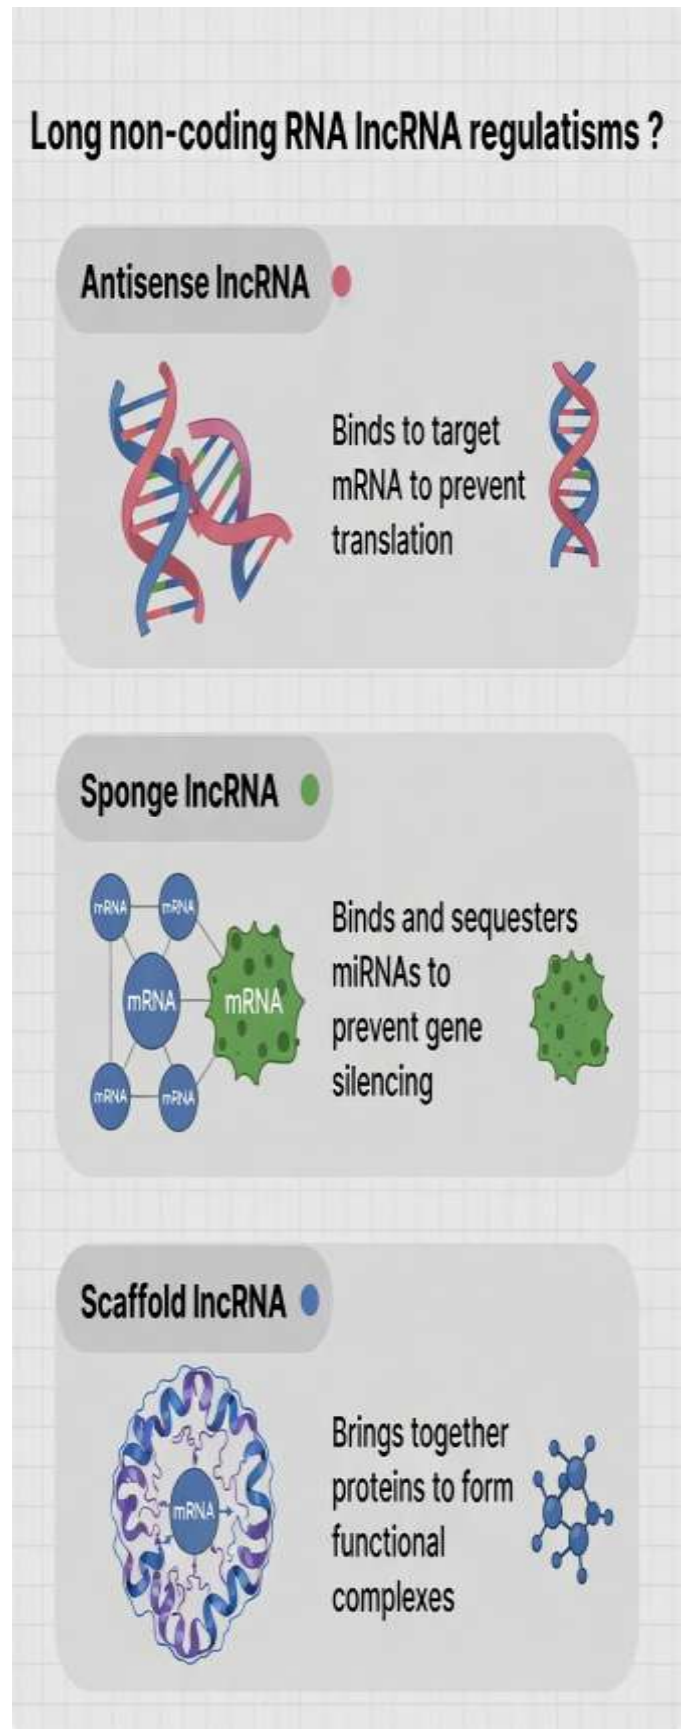 Long non-coding RNA lncRNA regulatisms ?
Antisense lncRNA
Binds to target
mRNA to prevent
translation
Sponge lncRNA
mRNA mRNA
mRNA mRNA
mRNA mRNA
Binds and sequesters
miRNAs to
prevent gene
silencing
Scaffold lncRNA
mRNA
Brings together
proteins to form
functional
complexes